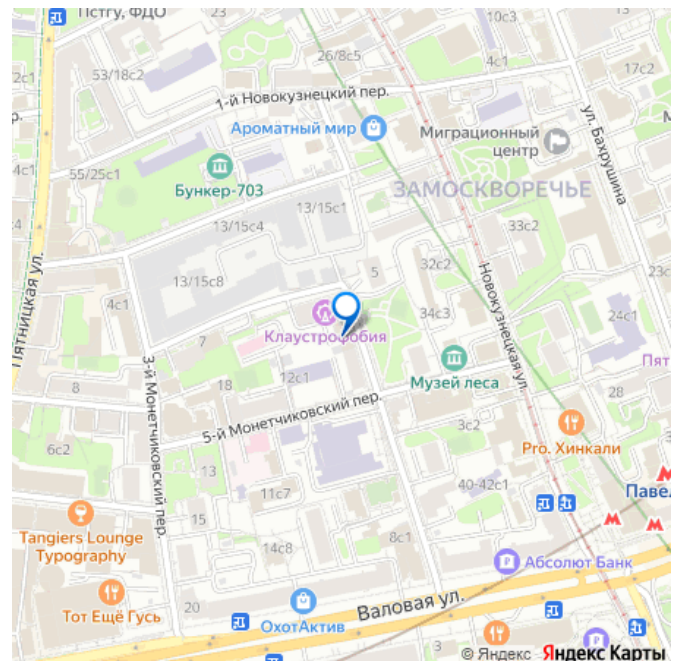 Пстгу, ФДО
10с3
26/8с5
53/18с2
4с1
17с2
1-й Новокузнецкий пер.
ул. Бахрушина
Ароматный мир
Миграционный
центр
55/25с1
Бункер-703
ЗАМОСКВОРЕЧЬЕ
13/15с1
13/15с4
33с2
Пятницкая ул.
32с2
5
13/15с8
Новокузнецкая ул.
4с1
34с3
24с1
Клаустрофобия
7
3-й Монетчиковский пер.
Музей леса
18
12с1
8
28
5-й Монетчиковский пер.
3с2
6с2
Pro. Хинкали
13
40-42с1
11с7
15
Tangiers Lounge
Typography
14с8
8с1
Абсолют Банк
Тот Ещё Гусь
20
Валовая ул.
ОхотАктив
© Яндекс Яндекс Карты